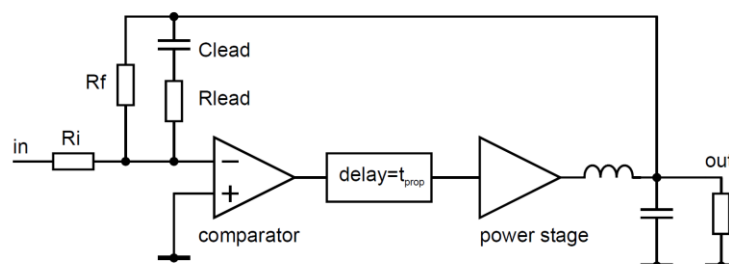 Clead
Rf
Rlead
in
Ri
−
+
delay=tprop
out
comparator
power stage